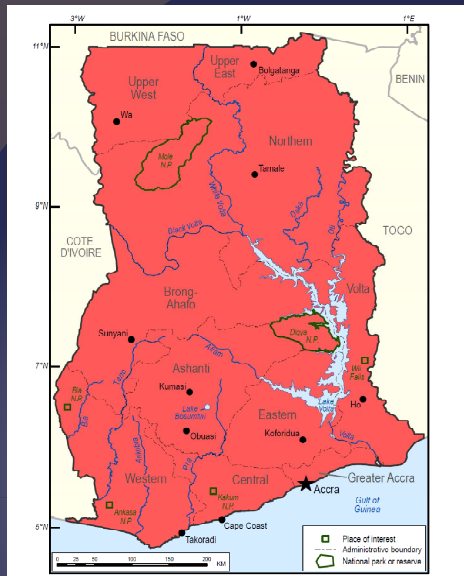 3°W
1°W
1°E
BURKINA FASO
11°N
Upper
East
Bolgatanga
Upper
West
BENIN
Wa
Northern
Mole
N.P.
Tamale
White Volta
Daka
Oti
9°N
Black Volta
COTE
D'IVOIRE
TOCO
Brong-
Ahafo
Volta
Digya
N.P.
Sunyani
Afram
7°N
Wli
Falls
Ashanti
Tano
Bia
N.P.
Kumasi
Lake
Bosumtwi
Lake
Volta
Ho
Bia
Eastern
Obuasi
Koforidua
Volta
Ankobra
Pra
Western
Central
Greater Accra
Kakum
N.P.
Accra
Ankasa
N.P.
Gulf of
Guinea
5°N
Cape Coast
Takoradi
Place of interest
Administrative boundary
National park or reserve
0 25 50 100 150 200
KM